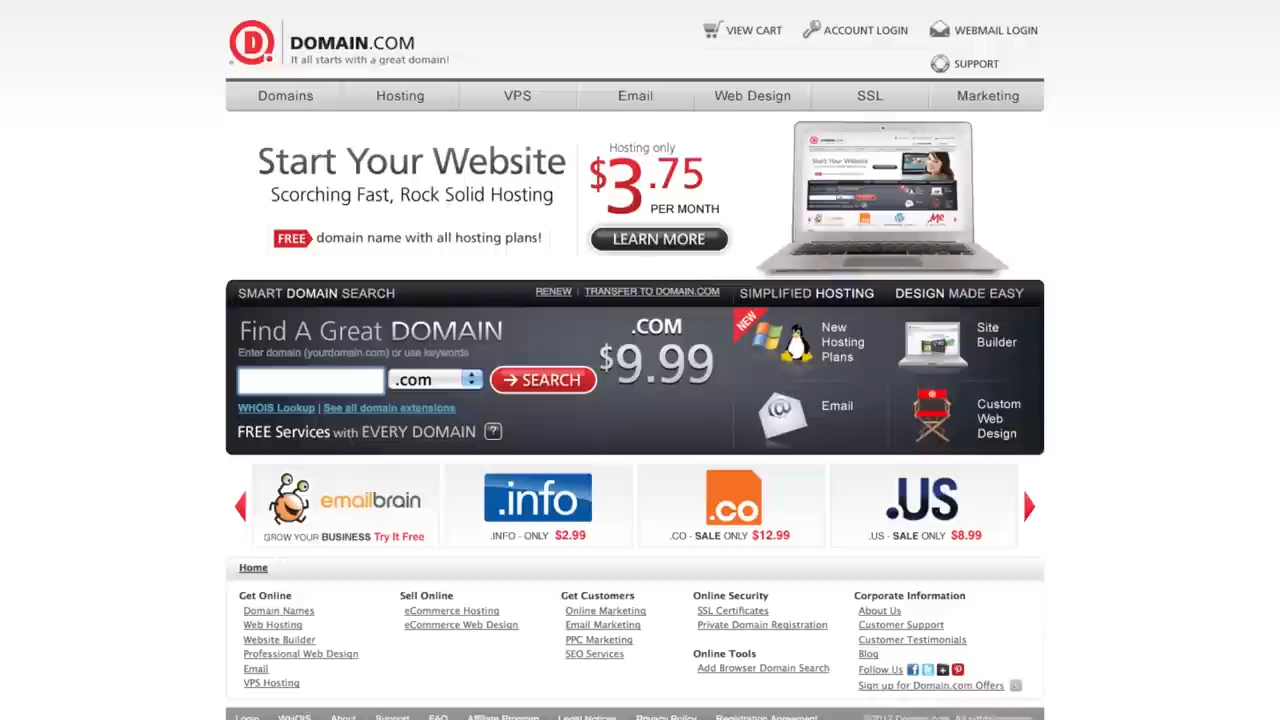 DOMAIN.COM
It all starts with a great domain!
VIEW CART
ACCOUNT LOGIN
WEBMAIL LOGIN
SUPPORT
Domains
Hosting
VPS
Email
Web Design
SSL
Marketing
Start Your Website
Scorching Fast, Rock Solid Hosting
FREE domain name with all hosting plans!
Hosting only
$3.75
PER MONTH
LEARN MORE
SMART DOMAIN SEARCH
RENEW | TRANSFER TO DOMAIN.COM
SIMPLIFIED HOSTING
DESIGN MADE EASY
Find A Great DOMAIN
Enter domain (yourdomain.com) or use keywords
.com
SEARCH
.COM
$9.99
WHOIS Lookup | See all domain extensions
FREE Services with EVERY DOMAIN ?
NEW
New
Hosting
Plans
Site
Builder
Email
Custom
Web
Design
emailbrain
GROW YOUR BUSINESS Try It Free
.info
.INFO - ONLY $2.99
.co
.CO - SALE ONLY $12.99
.US
.US - SALE ONLY $8.99
Home
Get Online
Domain Names
Web Hosting
Website Builder
Professional Web Design
Email
VPS Hosting
Sell Online
eCommerce Hosting
eCommerce Web Design
Get Customers
Online Marketing
Email Marketing
PPC Marketing
SEO Services
Online Security
SSL Certificates
Private Domain Registration
Online Tools
Add Browser Domain Search
Corporate Information
About Us
Customer Support
Customer Testimonials
Blog
Follow Us
Sign up for Domain.com Offers